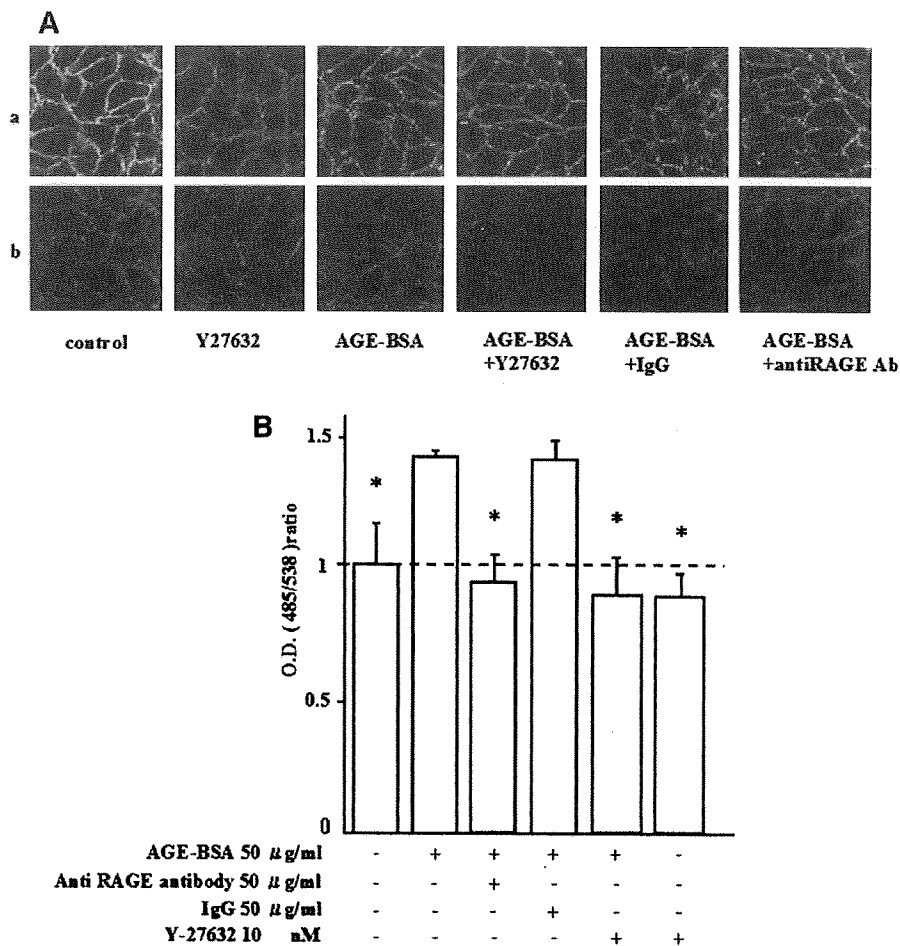 A
a
b
control Y27632 AGE-BSA AGE-BSA AGE-BSA AGE-BSA
+Y27632 +IgG +antiRAGE Ab
B
O.D. ( 485/538 )ratio
1.5
1
0.5
0
* * * *
AGE-BSA 50 μg/ml - + + + + -
Anti RAGE antibody 50 μg/ml - - + - - -
IgG 50 μg/ml - - - + - -
Y-27632 10 nM - - - - + +